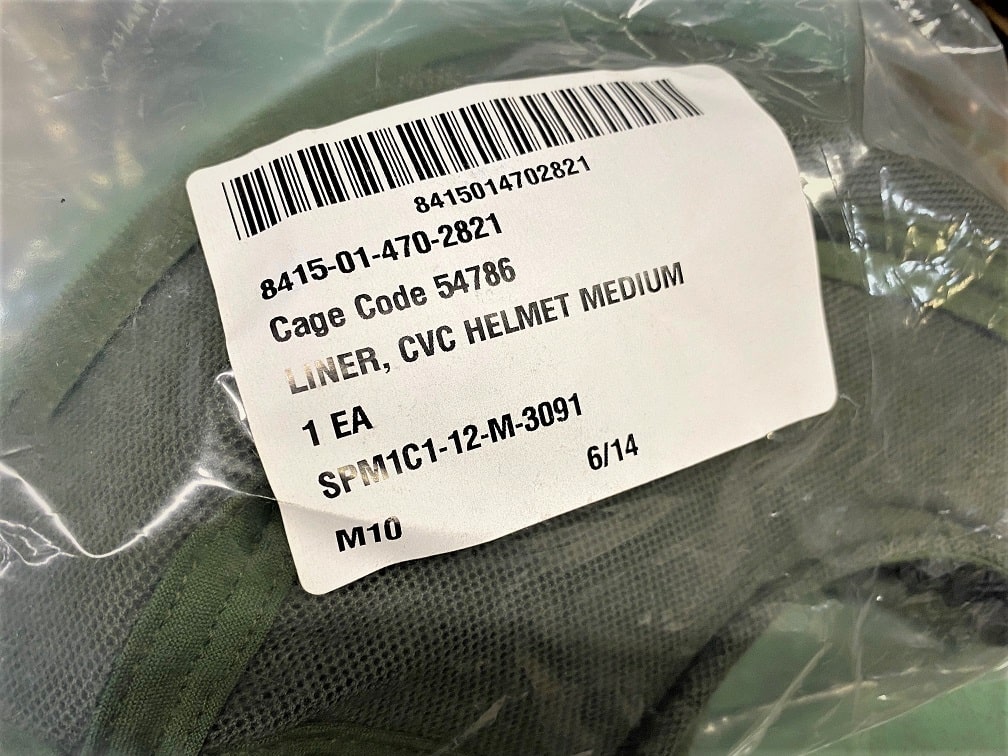 8415014702821
8415-01-470-2821
Cage Code 54786
LINER, CVC HELMET MEDIUM
1 EA
SPM1C1-12-M-3091
6/14
M10